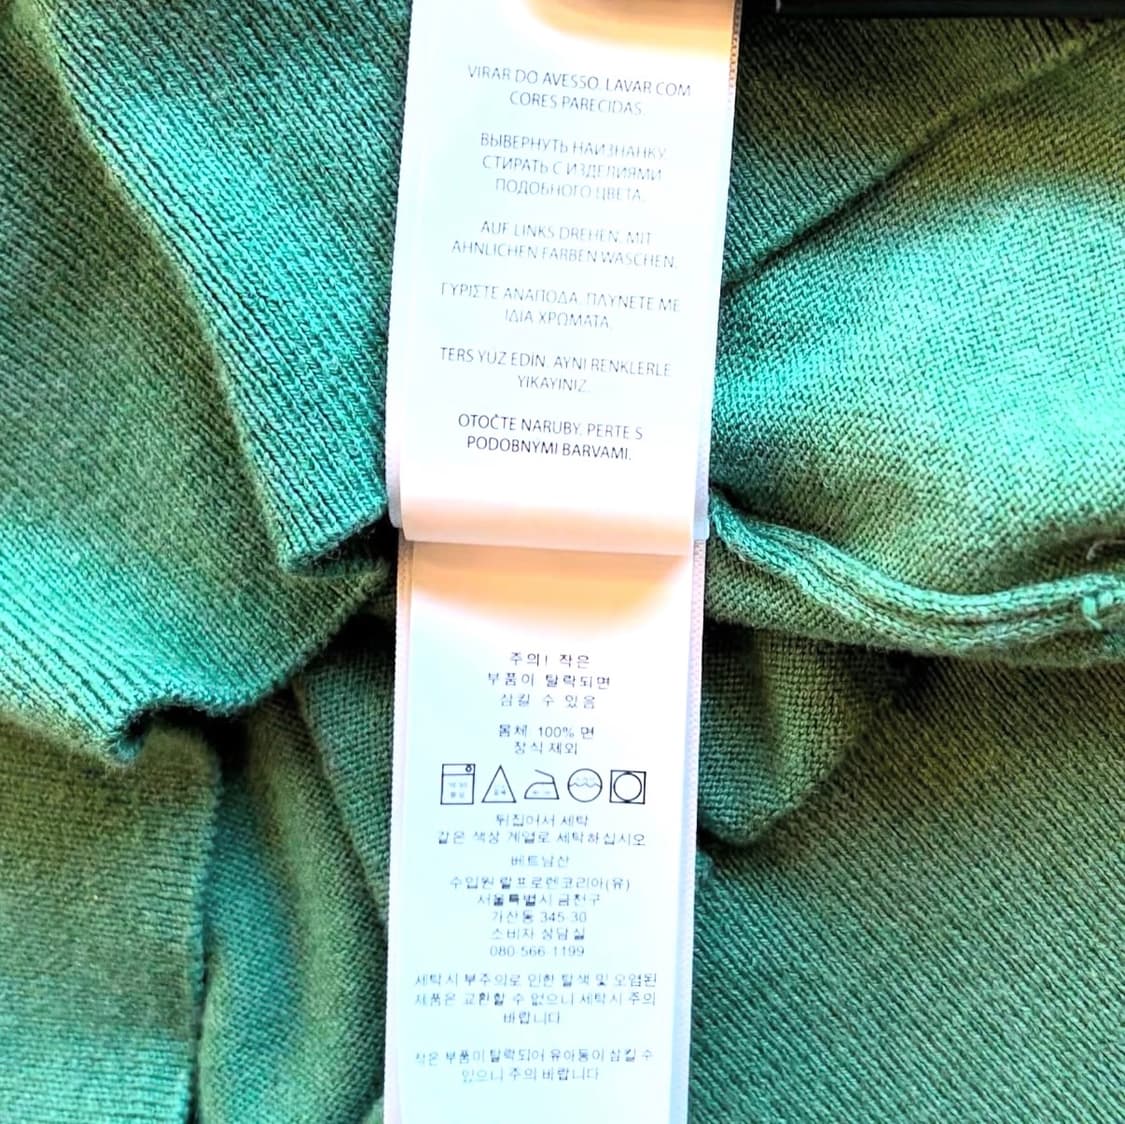 VIRAR DO AVESSO. LAVAR COM
CORES PARECIDAS.
ВЫВЕРНУТЬ НАИЗНАНКУ.
СТИРАТЬ С ИЗДЕЛИЯМИ
ПОДОБНОГО ЦВЕТА.
AUF LINKS DREHEN. MIT
ÄHNLICHEN FARBEN WASCHEN.
ΓΥΡΙΣΤΕ ΑΝΑΠΟΔΑ. ΠΛΥΝΕΤΕ ΜΕ
ΙΔΙΑ ΧΡΩΜΑΤΑ.
TERS YÜZ EDİN. AYNI RENKLERLE
YIKAYINIZ.
OTOČTE NARUBY. PERTE S
PODOBNYMI BARVAMI.
주의! 작은
부품이 탈락되면
삼킬 수 있음
몸체 100% 면
장식 제외
뒤집어서 세탁
같은 색상 계열로 세탁하십시오
베트남산
수입원 랄프로렌코리아(유)
서울특별시 금천구
가산동 345-30
소비자 상담실
080-566-1199
세탁시 부주의로 인한 탈색 및 오염된
제품은 교환할 수 없으니 세탁시 주의
바랍니다
작은 부품이 탈락되어 유아동이 삼킬 수
있으니 주의 바랍니다